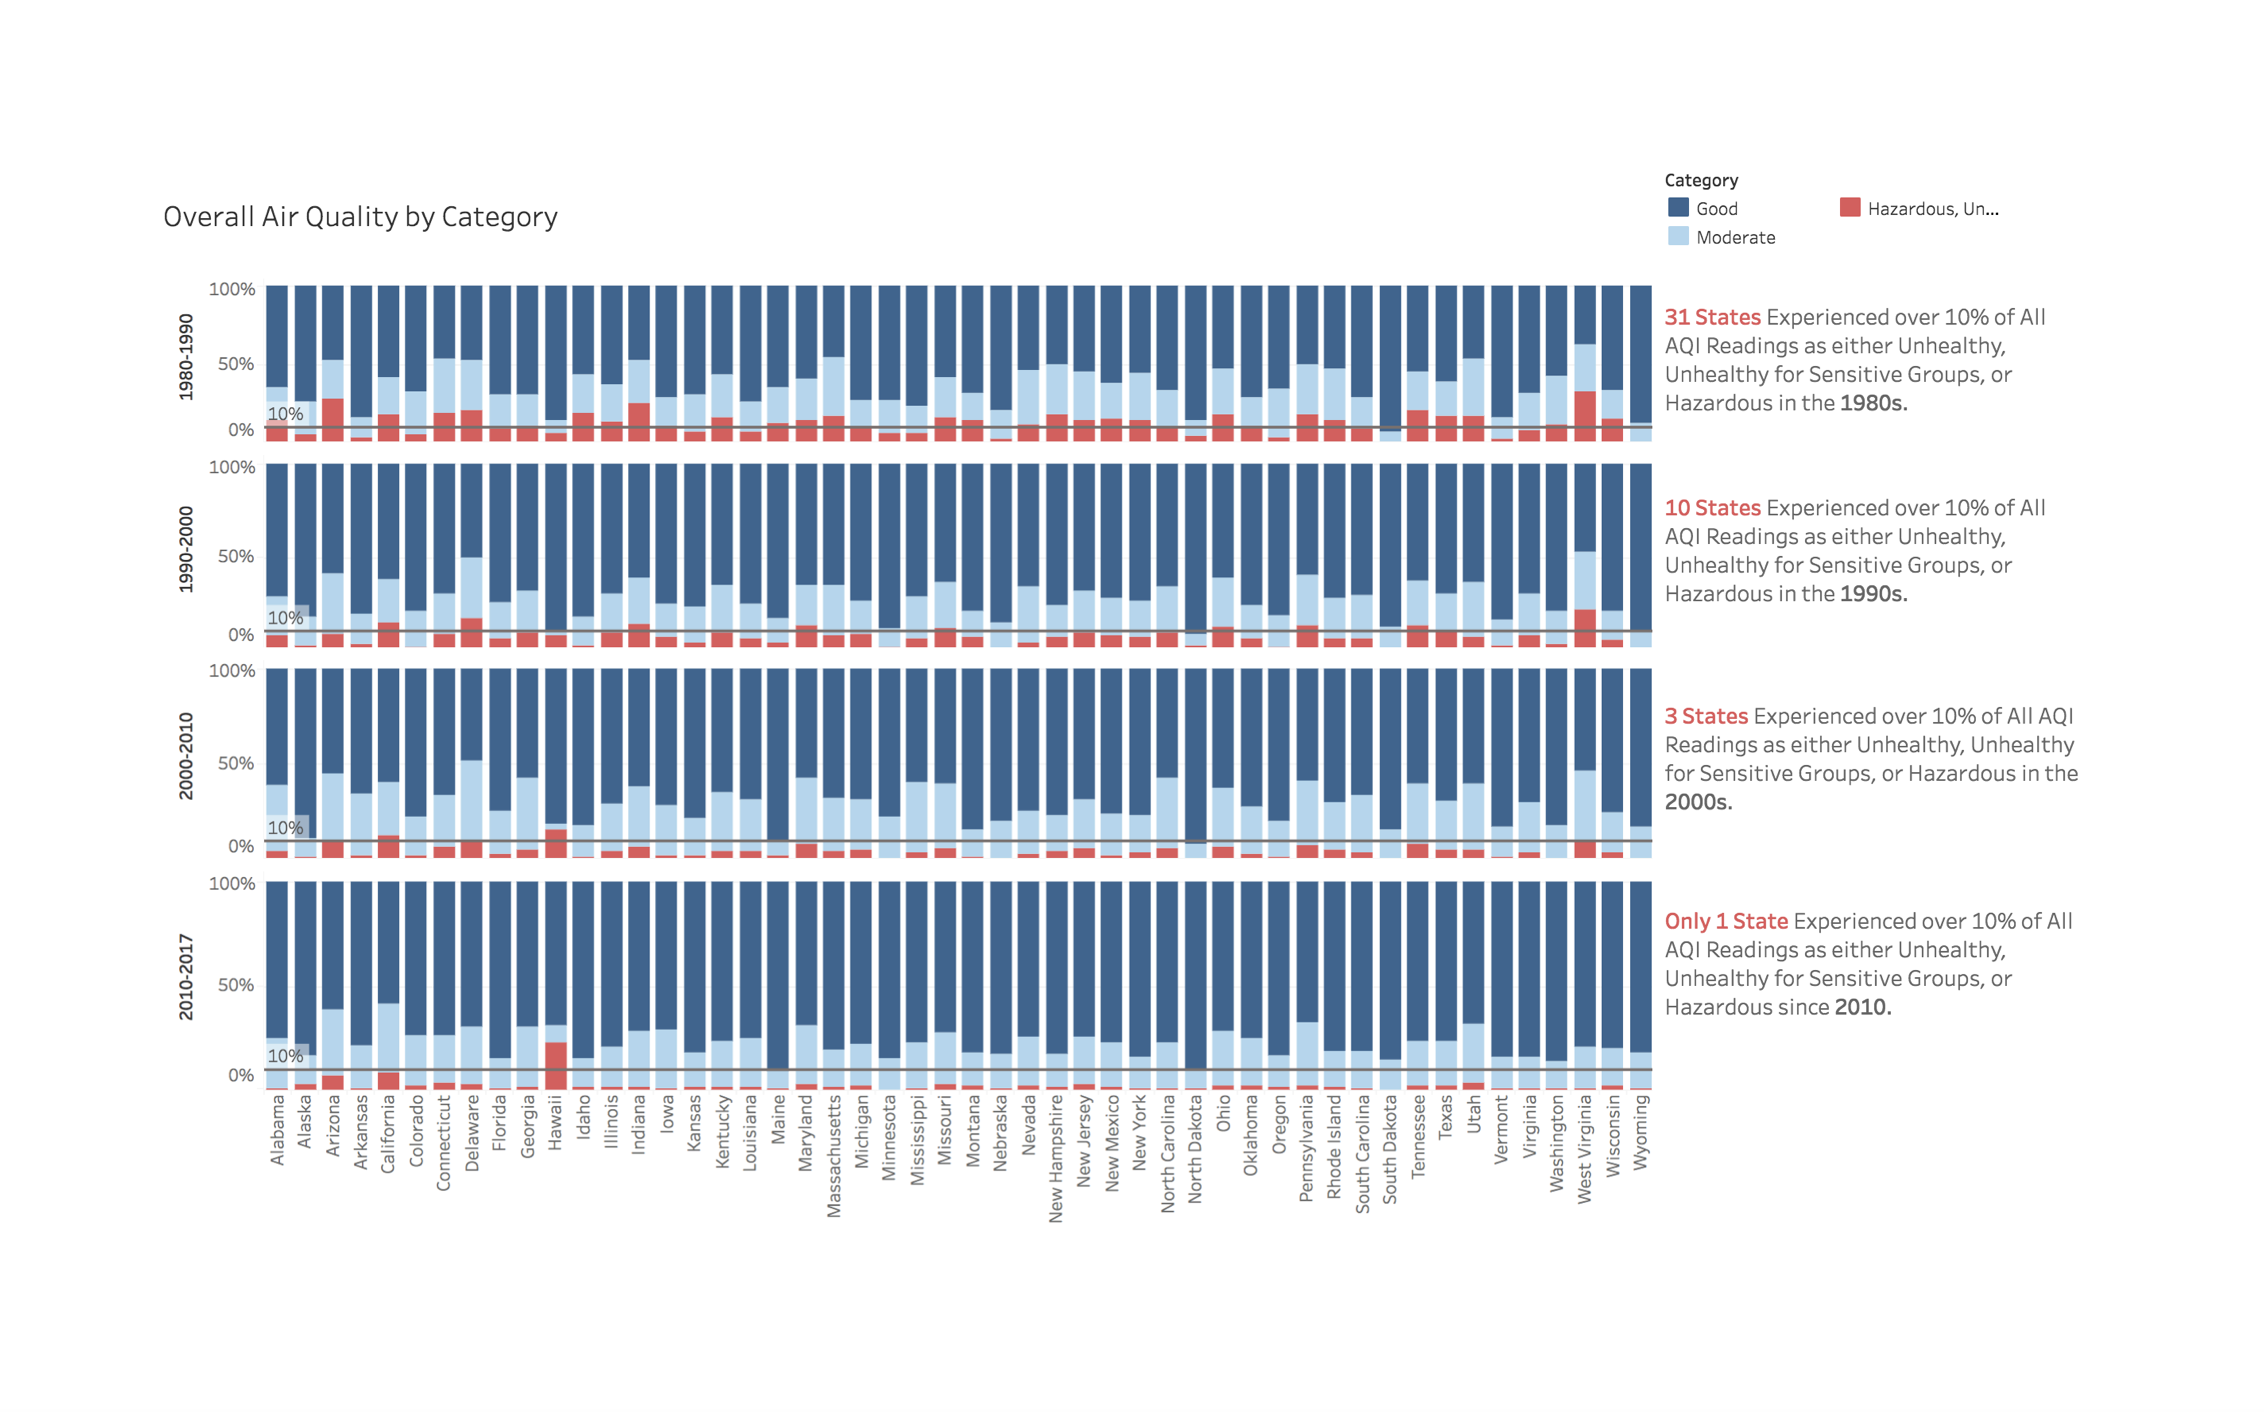 Category
Good
Hazardous, Un...
Moderate
Overall Air Quality by Category
1980-1990
100%
50%
10%
0%
31 States Experienced over 10% of All
AQI Readings as either Unhealthy,
Unhealthy for Sensitive Groups, or
Hazardous in the 1980s.
1990-2000
100%
50%
10%
0%
10 States Experienced over 10% of All
AQI Readings as either Unhealthy,
Unhealthy for Sensitive Groups, or
Hazardous in the 1990s.
2000-2010
100%
50%
10%
0%
3 States Experienced over 10% of All AQI
Readings as either Unhealthy, Unhealthy
for Sensitive Groups, or Hazardous in the
2000s.
2010-2017
100%
50%
10%
0%
Only 1 State Experienced over 10% of All
AQI Readings as either Unhealthy,
Unhealthy for Sensitive Groups, or
Hazardous since 2010.
Alabama
Alaska
Arizona
Arkansas
California
Colorado
Connecticut
Delaware
Florida
Georgia
Hawaii
Idaho
Illinois
Indiana
Iowa
Kansas
Kentucky
Louisiana
Maine
Maryland
Massachusetts
Michigan
Minnesota
Mississippi
Missouri
Montana
Nebraska
Nevada
New Hampshire
New Jersey
New Mexico
New York
North Carolina
North Dakota
Ohio
Oklahoma
Oregon
Pennsylvania
Rhode Island
South Carolina
South Dakota
Tennessee
Texas
Utah
Vermont
Virginia
Washington
West Virginia
Wisconsin
Wyoming